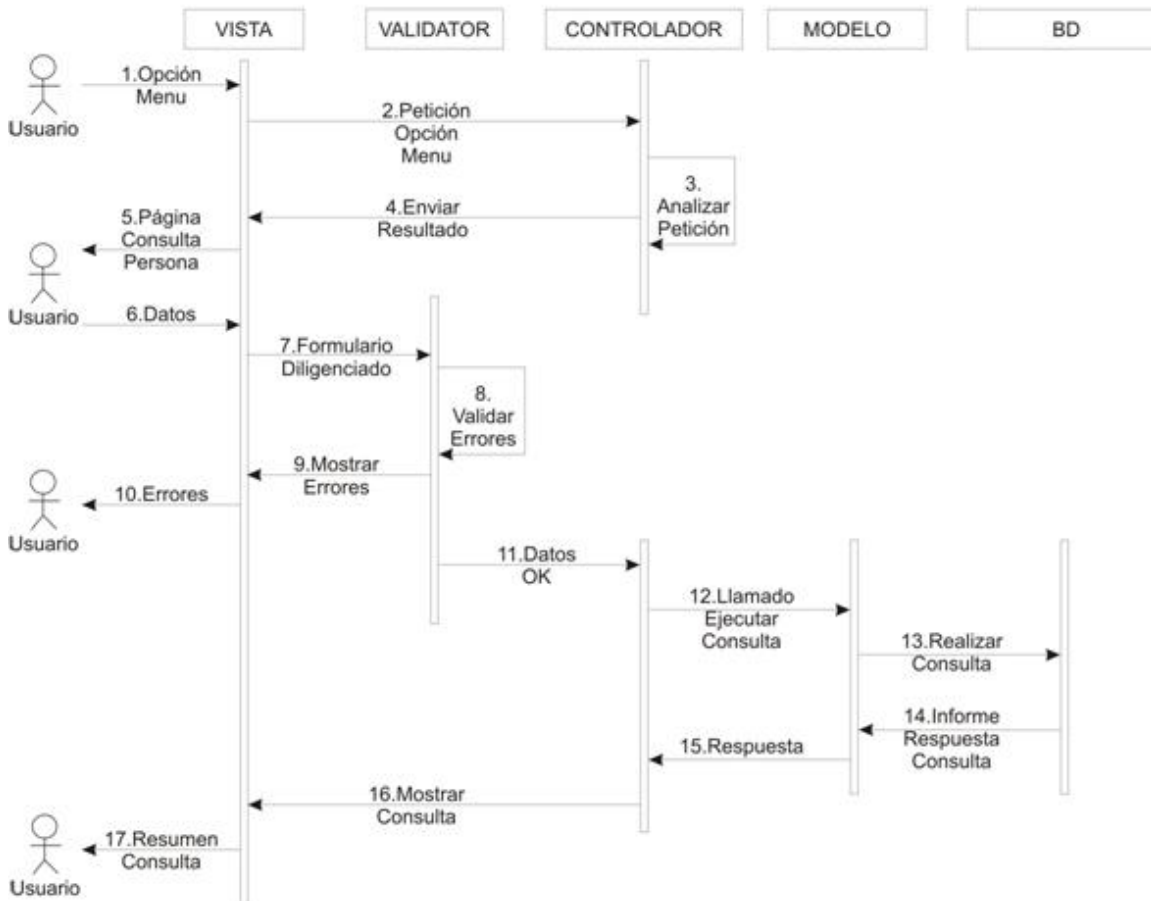 VISTA
VALIDATOR
CONTROLADOR
MODELO
BD
1.Opción
Menu
Usuario
2.Petición
Opción
Menu
3.
Analizar
Petición
4.Enviar
Resultado
5.Página
Consulta
Persona
Usuario
6.Datos
7.Formulario
Diligenciado
8.
Validar
Errores
9.Mostrar
Errores
10.Errores
Usuario
11.Datos
OK
12.Llamado
Ejecutar
Consulta
13.Realizar
Consulta
14.Informe
Respuesta
Consulta
15.Respuesta
16.Mostrar
Consulta
17.Resumen
Consulta
Usuario